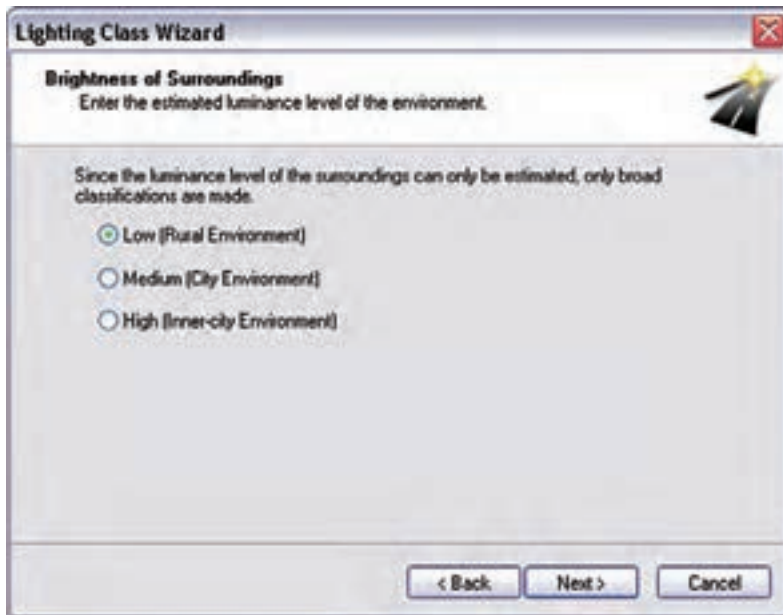 Lighting Class Wizard
Brightness of Surroundings
Enter the estimated luminance level of the environment.
Since the luminance level of the surroundings can only be estimated, only broad
classifications are made.
Low (Rural Environment)
Medium (City Environment)
High (Inner-city Environment)
< Back Next > Cancel